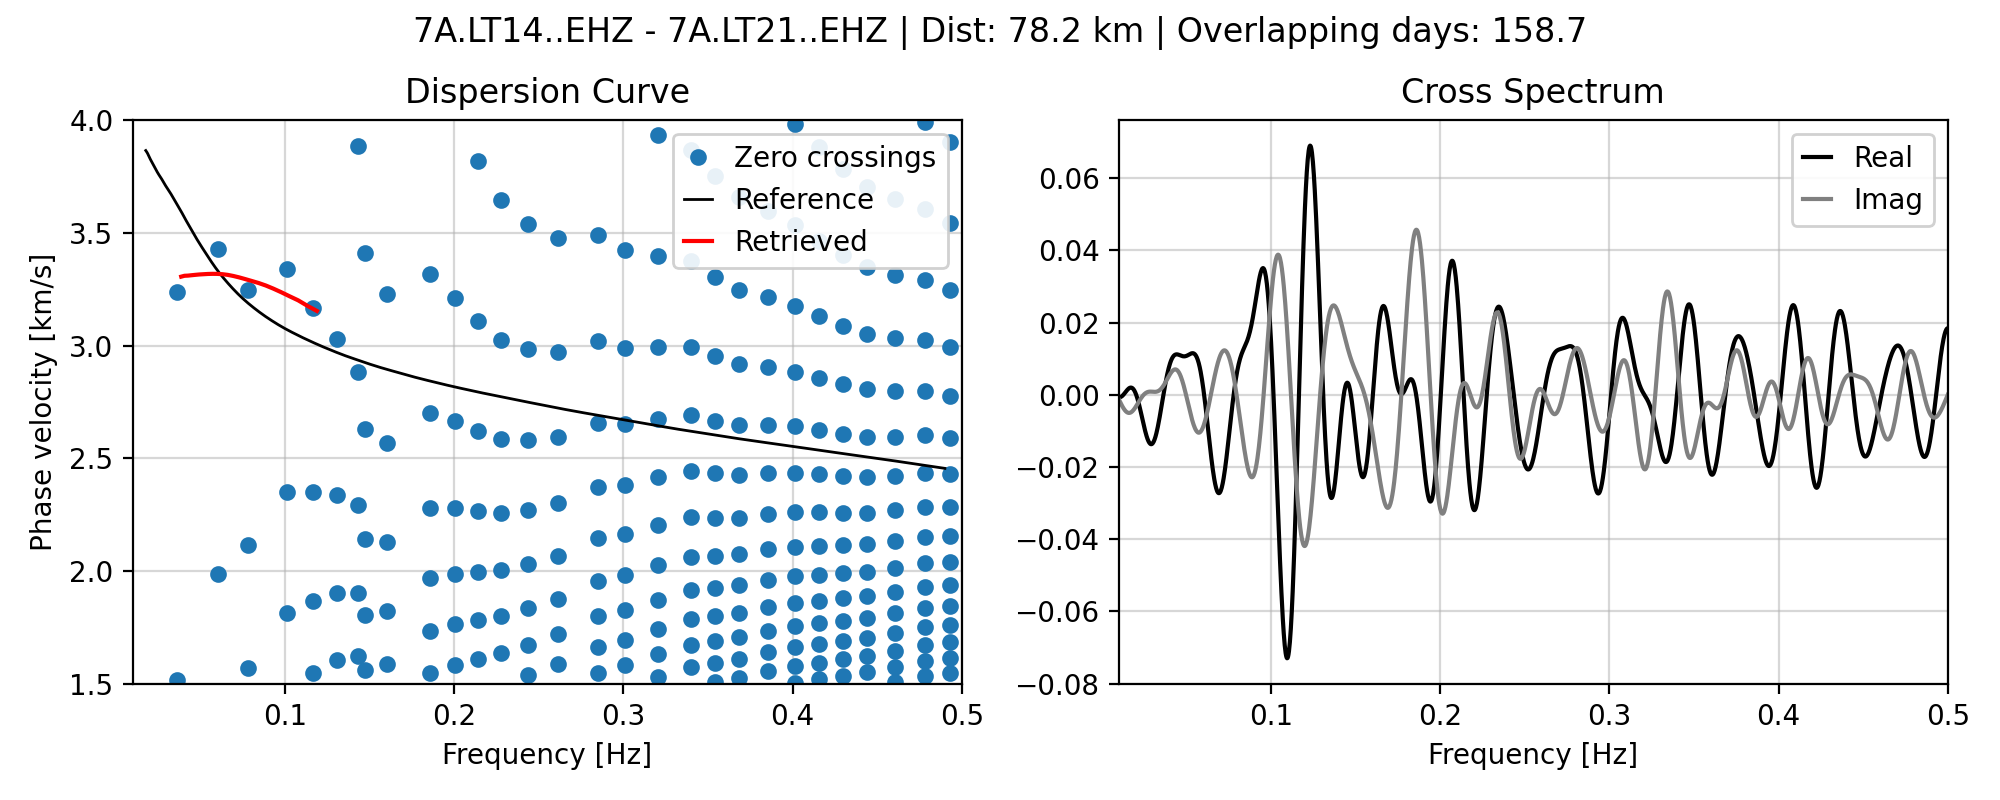 7A.LT14..EHZ - 7A.LT21..EHZ | Dist: 78.2 km | Overlapping days: 158.7
Dispersion Curve
4.0
3.5
3.0
2.5
2.0
1.5
Phase velocity [km/s]
Zero crossings
Reference
Retrieved
0.1 0.2 0.3 0.4 0.5
Frequency [Hz]
Cross Spectrum
0.06
0.04
0.02
0.00
−0.02
−0.04
−0.06
−0.08
Real
Imag
0.1 0.2 0.3 0.4 0.5
Frequency [Hz]